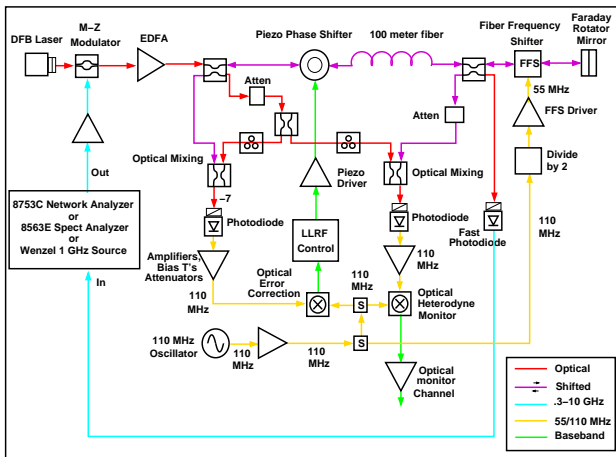 Faraday
Rotator
Mirror
Fiber Frequency
Shifter
M–Z
Modulator
EDFA
Piezo Phase Shifter
100 meter fiber
DFB Laser
FFS
Atten
Atten
55 MHz
FFS Driver
Optical Mixing
Optical Mixing
Out
Piezo
Driver
Divide
by 2
–7
8753C Network Analyzer
or
8563E Spect Analyzer
or
Wenzel 1 GHz Source
Photodiode
Photodiode
Fast
Photodiode
110
MHz
LLRF
Control
Amplifiers,
Bias T's
Attenuators
110
MHz
In
110
MHz
Optical
Error
Correction
110
MHz
Optical
Heterodyne
Monitor
S
S
110 MHz
Oscillator
110
MHz
110
MHz
Optical
monitor
Channel
Optical
Shifted
.3–10 GHz
55/110 MHz
Baseband